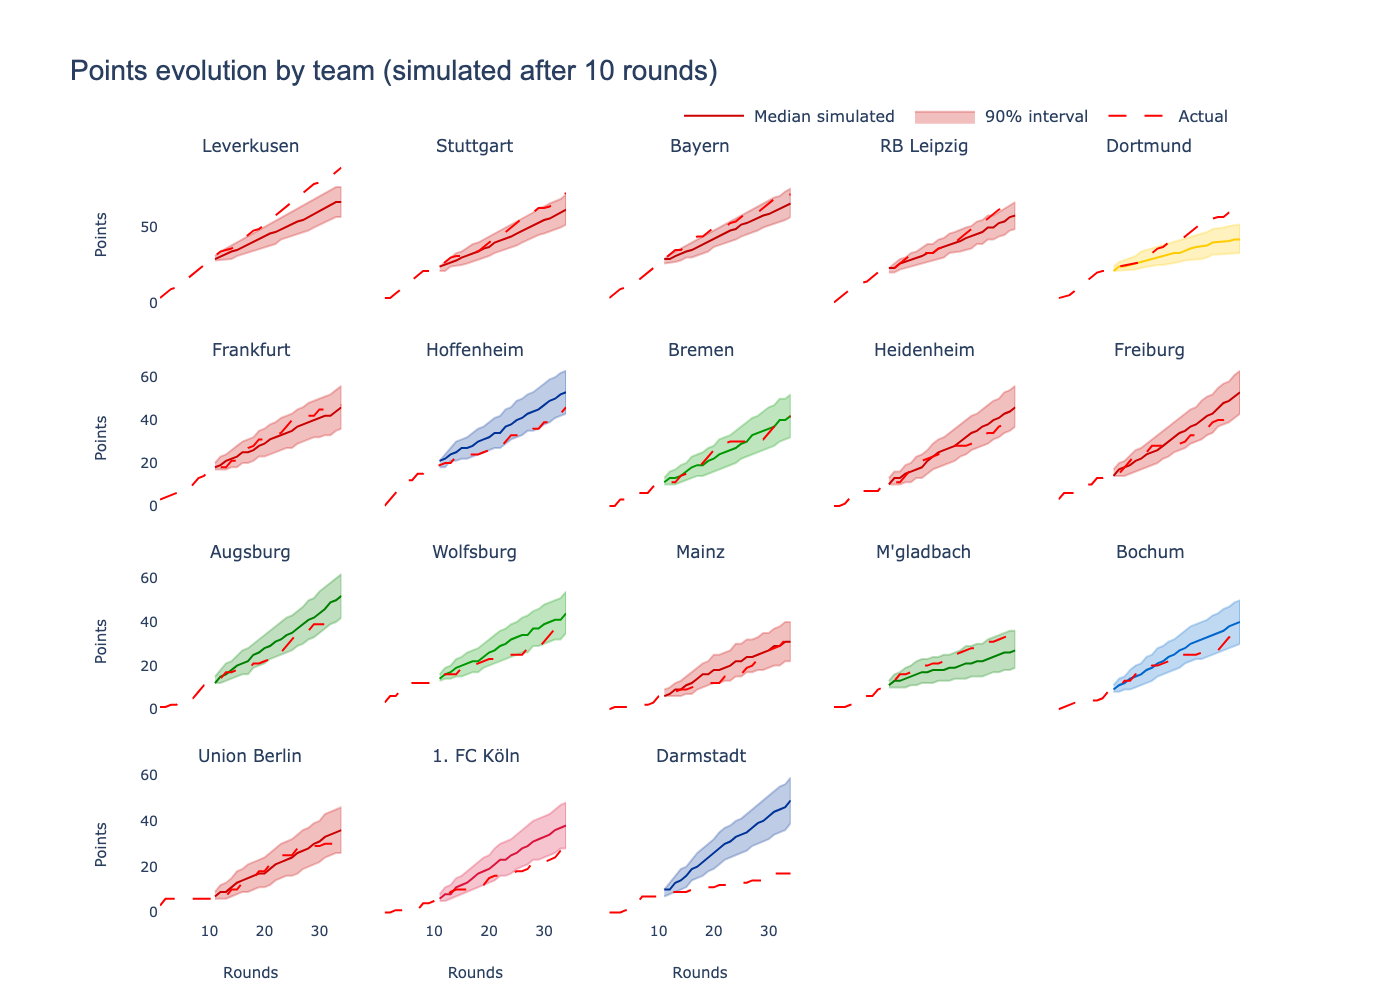 Points evolution by team (simulated after 10 rounds)
Median simulated
90% interval
Actual
Leverkusen
Stuttgart
Bayern
RB Leipzig
Dortmund
Points
50
0
Frankfurt
Hoffenheim
Bremen
Heidenheim
Freiburg
Points
60
40
20
0
Augsburg
Wolfsburg
Mainz
M'gladbach
Bochum
Points
60
40
20
0
Union Berlin
1. FC Köln
Darmstadt
Points
60
40
20
0
10 20 30
10 20 30
10 20 30
Rounds
Rounds
Rounds